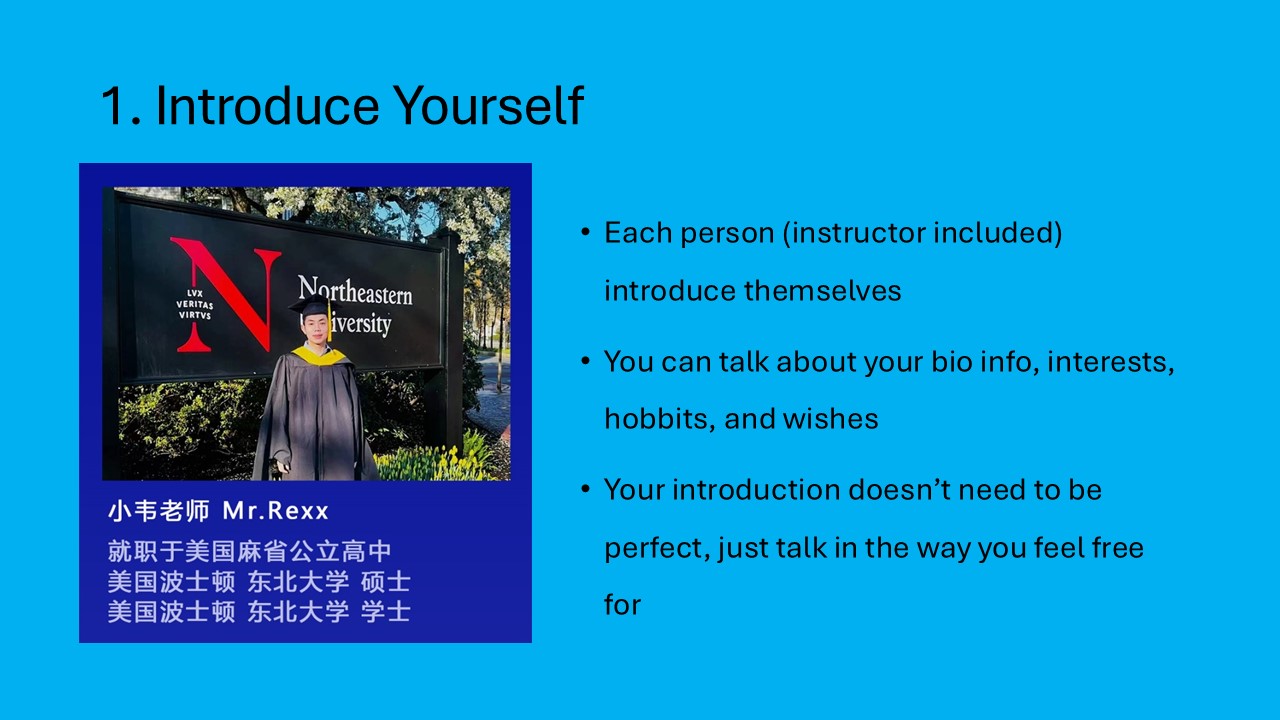 1. Introduce Yourself
LVX
VERITAS
VIRTVS
Northeastern
iversity
小韦老师 Mr.Rexx
就职于美国麻省公立高中
美国波士顿 东北大学 硕士
美国波士顿 东北大学 学士
• Each person (instructor included)
introduce themselves
• You can talk about your bio info, interests,
hobbits, and wishes
• Your introduction doesn’t need to be
perfect, just talk in the way you feel free
for